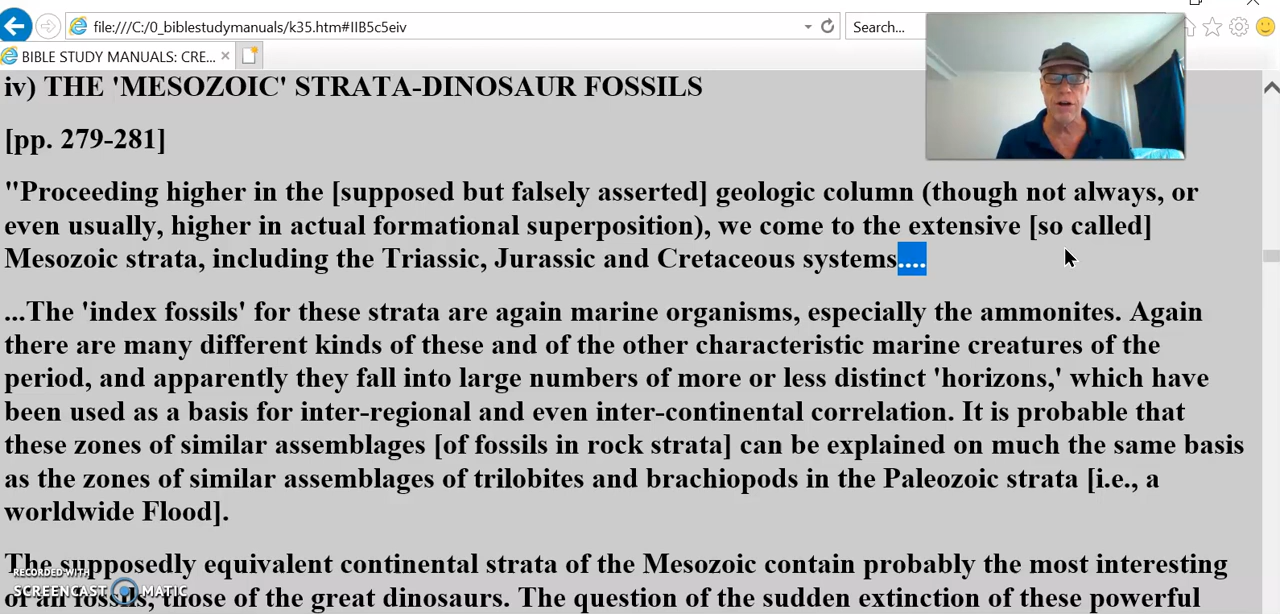 file:///C:/0_biblestudymanuals/k35.htm#IIB5c5eiv
Search...
BIBLE STUDY MANUALS: CRE...
iv) THE 'MESOZOIC' STRATA-DINOSAUR FOSSILS
[pp. 279-281]
"Proceeding higher in the [supposed but falsely asserted] geologic column (though not always, or
even usually, higher in actual formational superposition), we come to the extensive [so called]
Mesozoic strata, including the Triassic, Jurassic and Cretaceous systems....
...The 'index fossils' for these strata are again marine organisms, especially the ammonites. Again
there are many different kinds of these and of the other characteristic marine creatures of the
period, and apparently they fall into large numbers of more or less distinct 'horizons,' which have
been used as a basis for inter-regional and even inter-continental correlation. It is probable that
these zones of similar assemblages [of fossils in rock strata] can be explained on much the same basis
as the zones of similar assemblages of trilobites and brachiopods in the Paleozoic strata [i.e., a
worldwide Flood].
The supposedly equivalent continental strata of the Mesozoic contain probably the most interesting
of all fossils, those of the great dinosaurs. The question of the sudden extinction of these powerful
RECORDED WITH
SCREENCAST MATIC